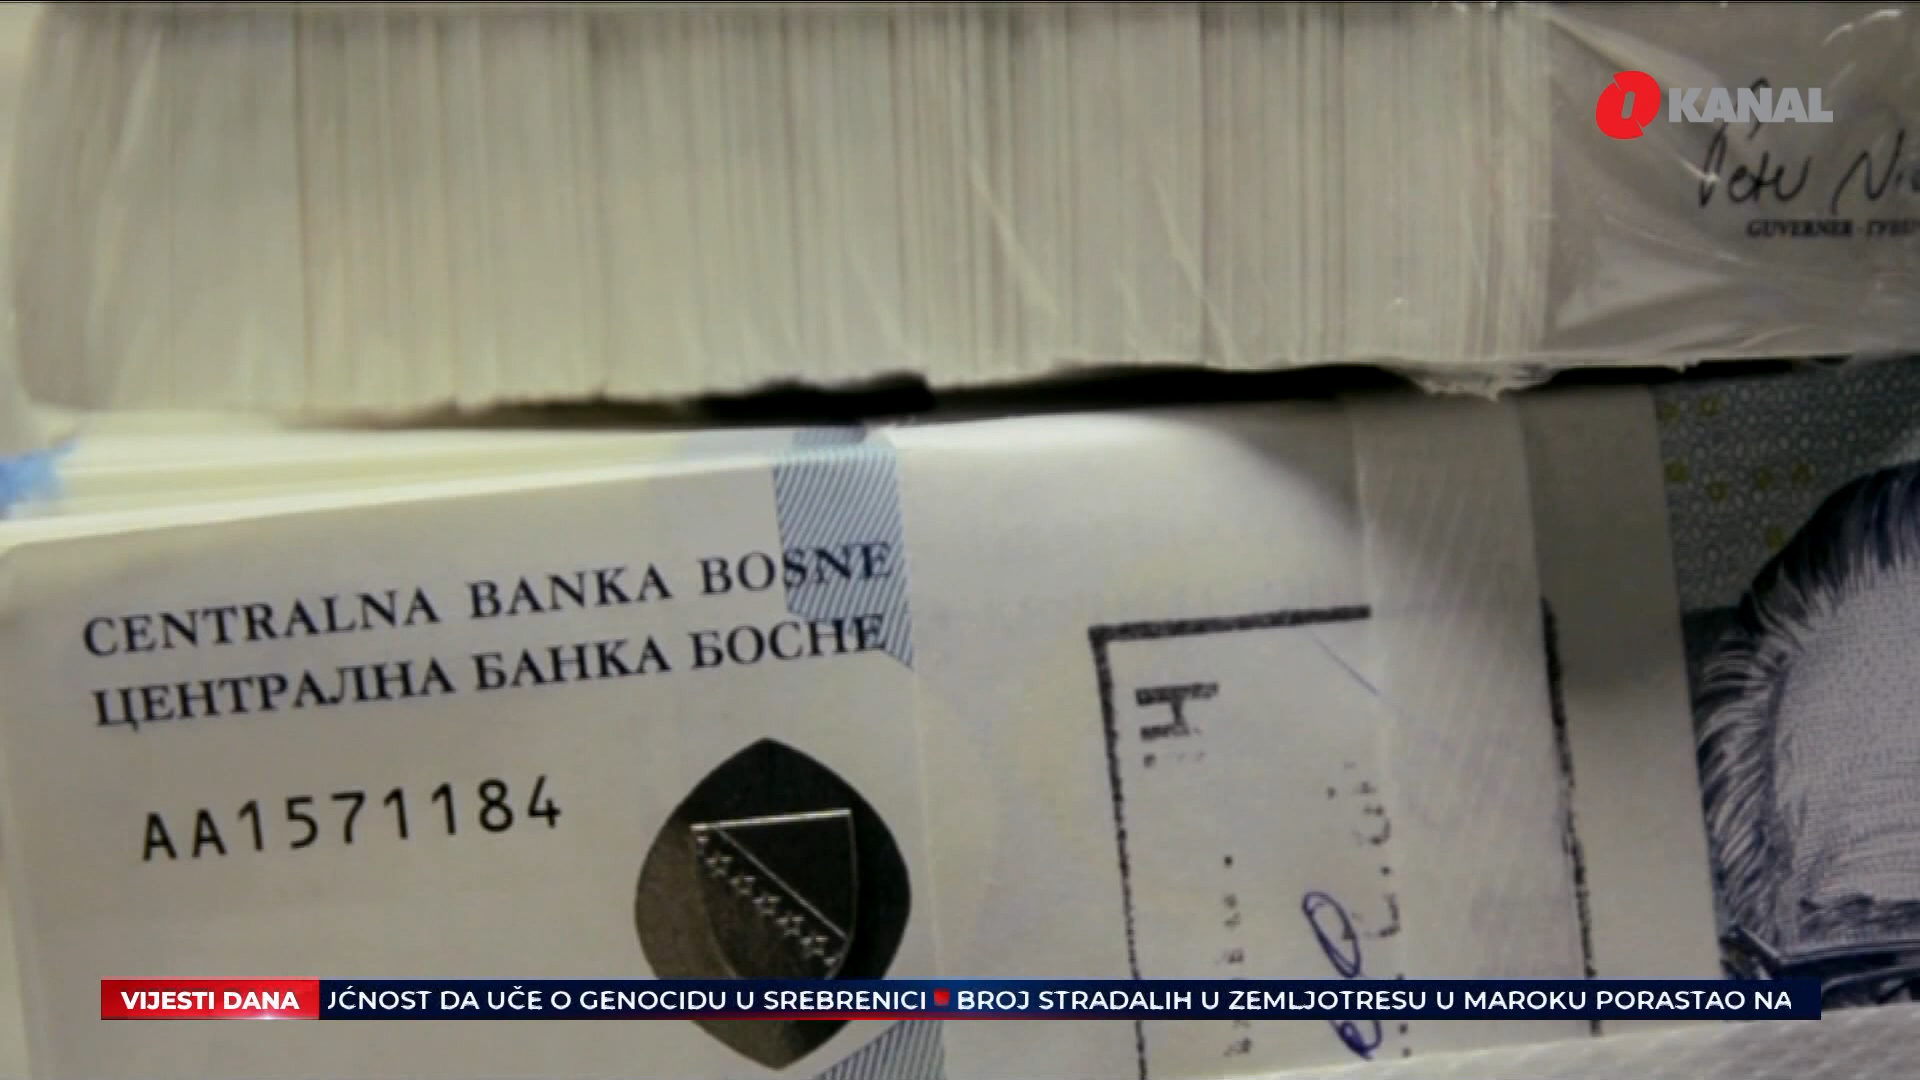 O KANAL
GUVERNER
CENTRALNA BANKA BOSNE
ЦЕНТРАЛНА БАНКА БОСНЕ
AA1571184
VIJESTI DANA
UĆNOST DA UČE O GENOCIDU U SREBRENICI BROJ STRADALIH U ZEMLJOTRESU U MAROKU PORASTAO NA